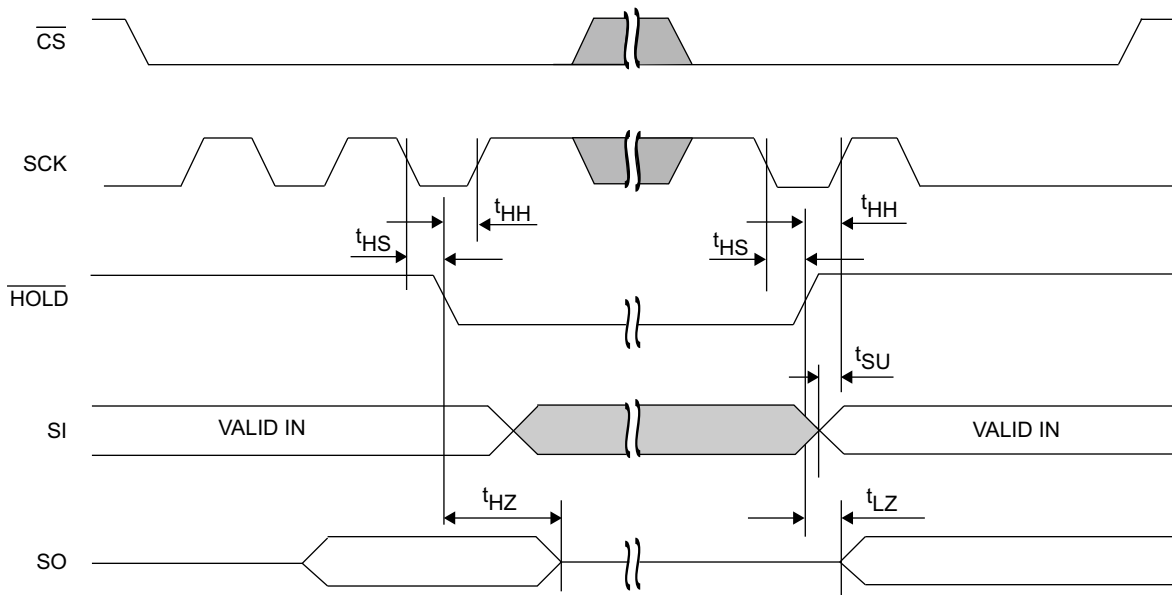 CS
SCK
tHH
tHH
tHS
tHS
HOLD
tSU
SI
VALID IN
VALID IN
tHZ
tLZ
SO